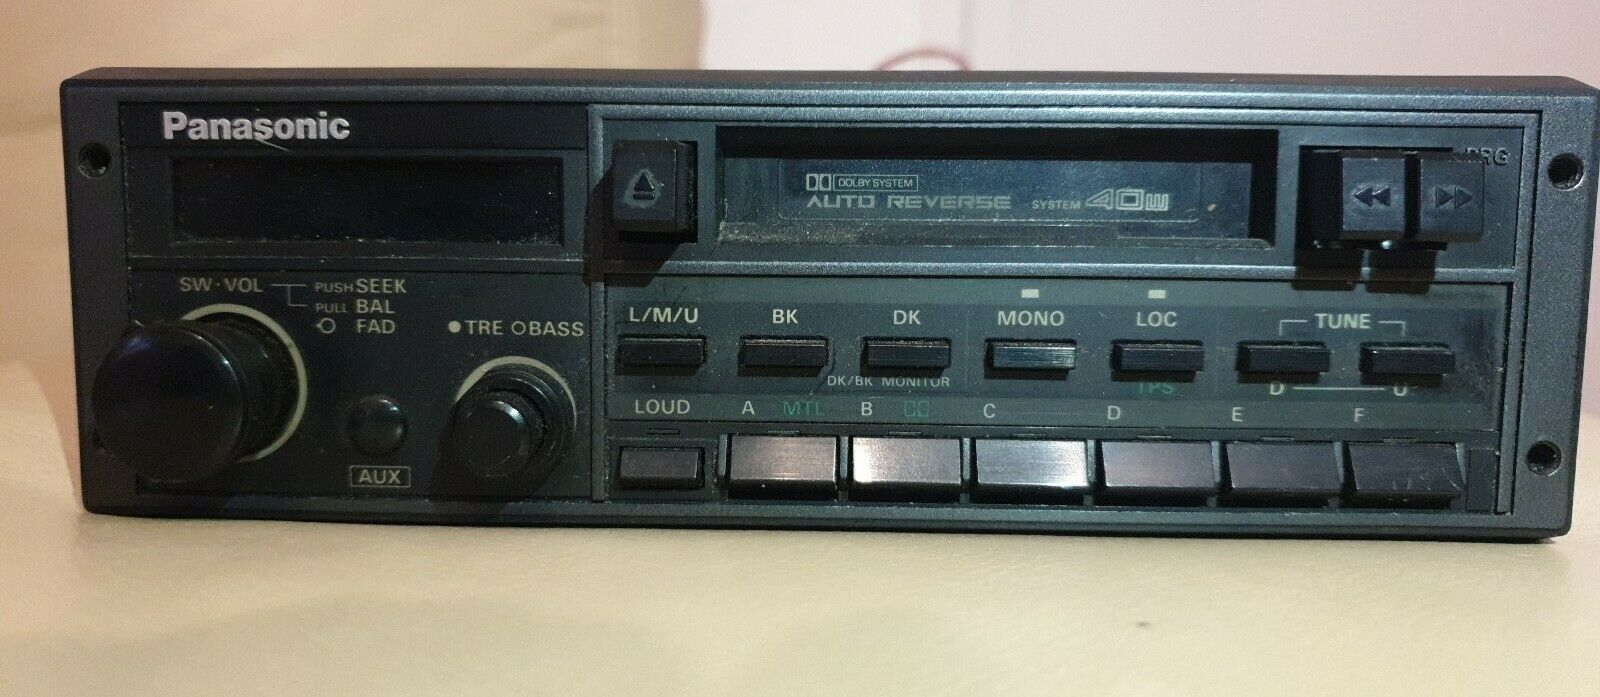 Panasonic
DOLBY SYSTEM
AUTO REVERSE SYSTEM 40W
PRG
SW·VOL PUSH SEEK
PULL BAL
FAD
TRE BASS
AUX
L/M/U BK DK MONO LOC TUNE
DK/BK MONITOR TPS D U
LOUD A MTL B C D E F